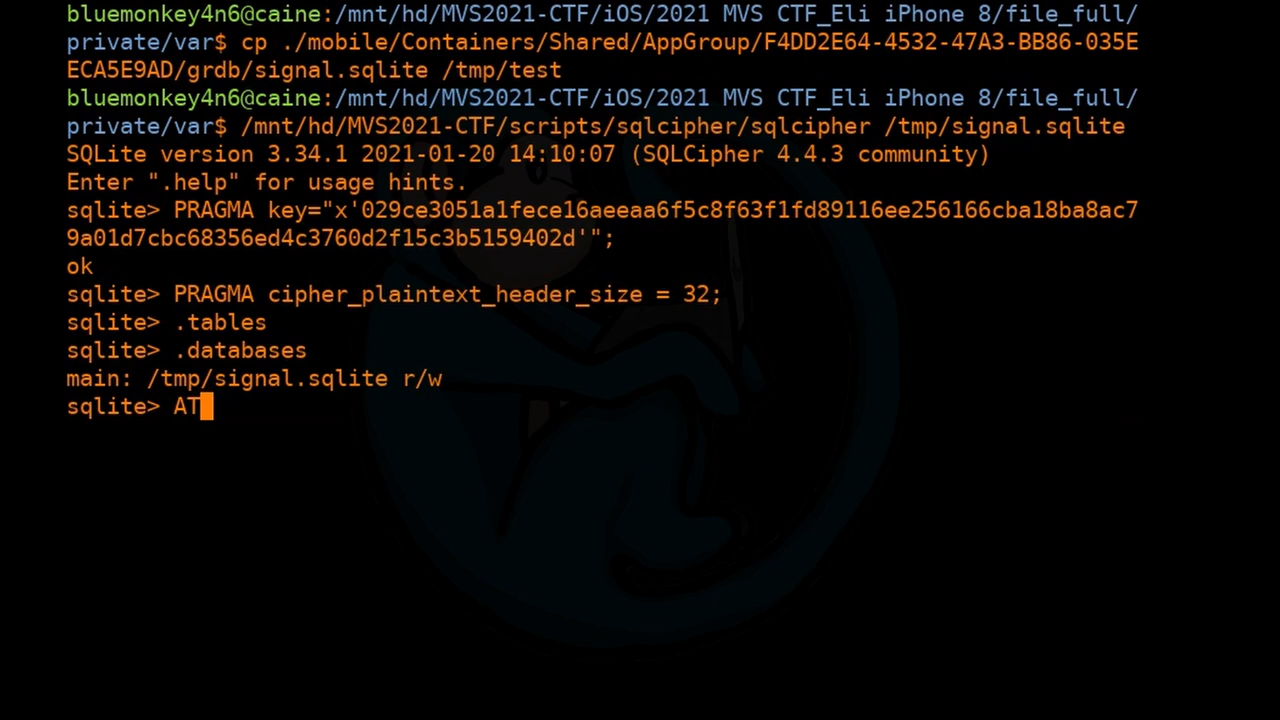 bluemonkey4n6@caine:/mnt/hd/MVS2021-CTF/iOS/2021 MVS CTF_Eli iPhone 8/file_full/
private/var$ cp ./mobile/Containers/Shared/AppGroup/F4DD2E64-4532-47A3-BB86-035E
ECA5E9AD/grdb/signal.sqlite /tmp/test
bluemonkey4n6@caine:/mnt/hd/MVS2021-CTF/iOS/2021 MVS CTF_Eli iPhone 8/file_full/
private/var$ /mnt/hd/MVS2021-CTF/scripts/sqlcipher/sqlcipher /tmp/signal.sqlite
SQLite version 3.34.1 2021-01-20 14:10:07 (SQLCipher 4.4.3 community)
Enter ".help" for usage hints.
sqlite> PRAGMA key="x'029ce3051a1fece16aeeaa6f5c8f63f1fd89116ee256166cba18ba8ac7
9a01d7cbc68356ed4c3760d2f15c3b5159402d'";
ok
sqlite> PRAGMA cipher_plaintext_header_size = 32;
sqlite> .tables
sqlite> .databases
main: /tmp/signal.sqlite r/w
sqlite> AT